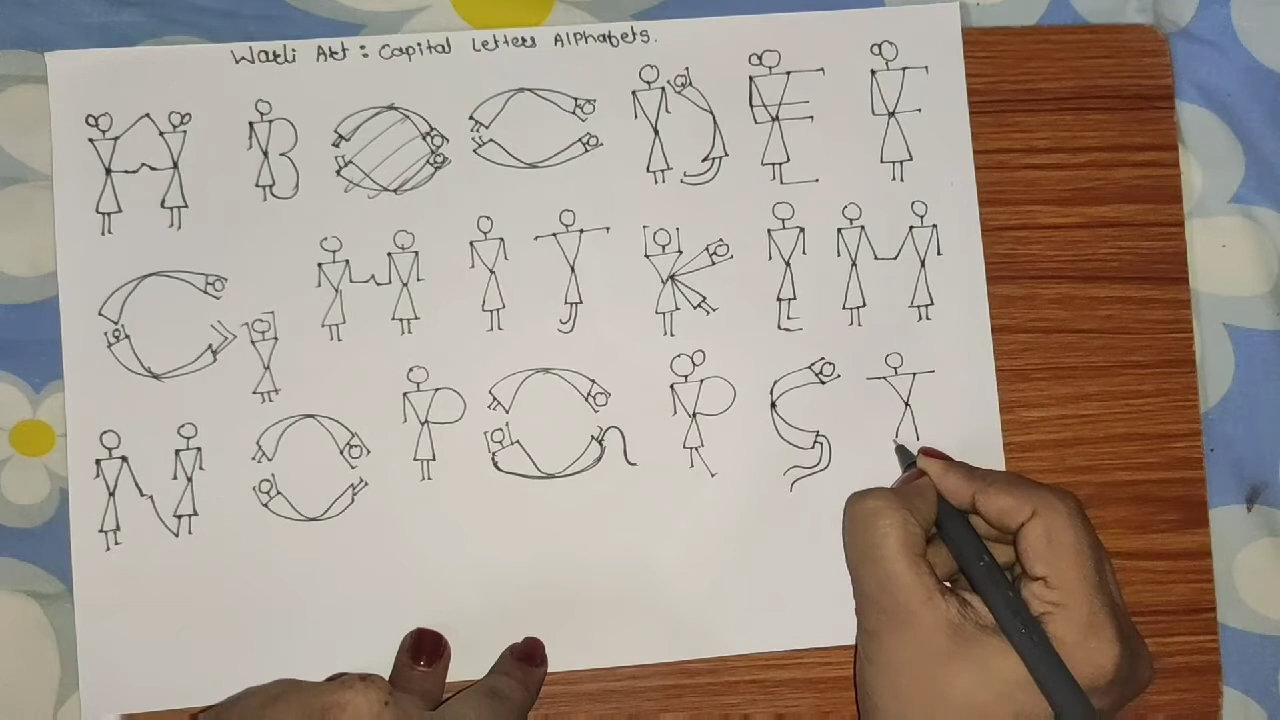 Warli Art : Capital Letters Alphabets.
A B C D E F
G H I J K L M
N O P Q R S T